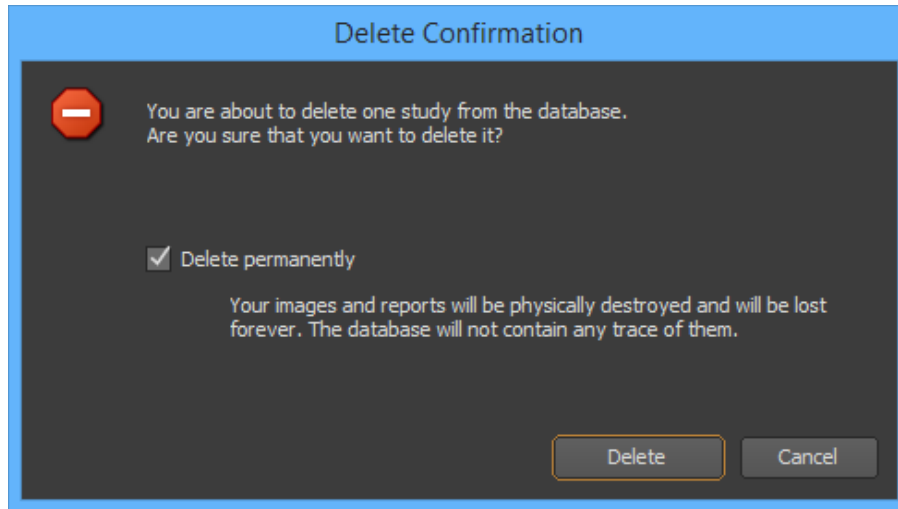 Delete Confirmation
You are about to delete one study from the database.
Are you sure that you want to delete it?
Delete permanently
Your images and reports will be physically destroyed and will be lost
forever. The database will not contain any trace of them.
Delete
Cancel